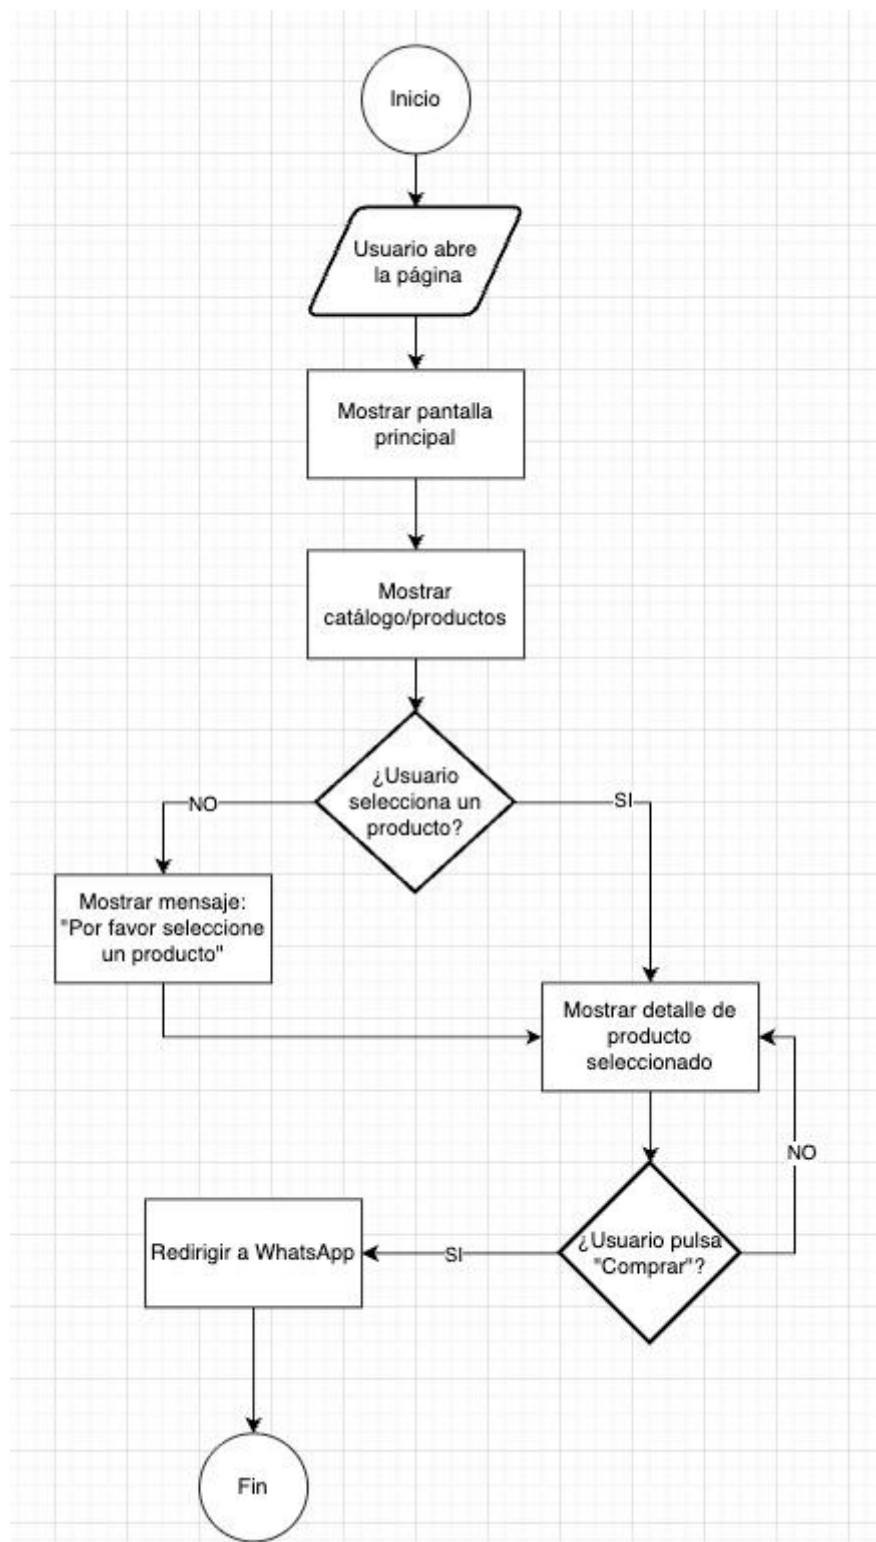 Inicio
Usuario abre
la página
Mostrar pantalla
principal
Mostrar
catálogo/productos
¿Usuario
selecciona un
producto?
NO
SI
Mostrar mensaje:
"Por favor seleccione
un producto"
Mostrar detalle de
producto
seleccionado
NO
¿Usuario pulsa
"Comprar"?
SI
Redirigir a WhatsApp
Fin